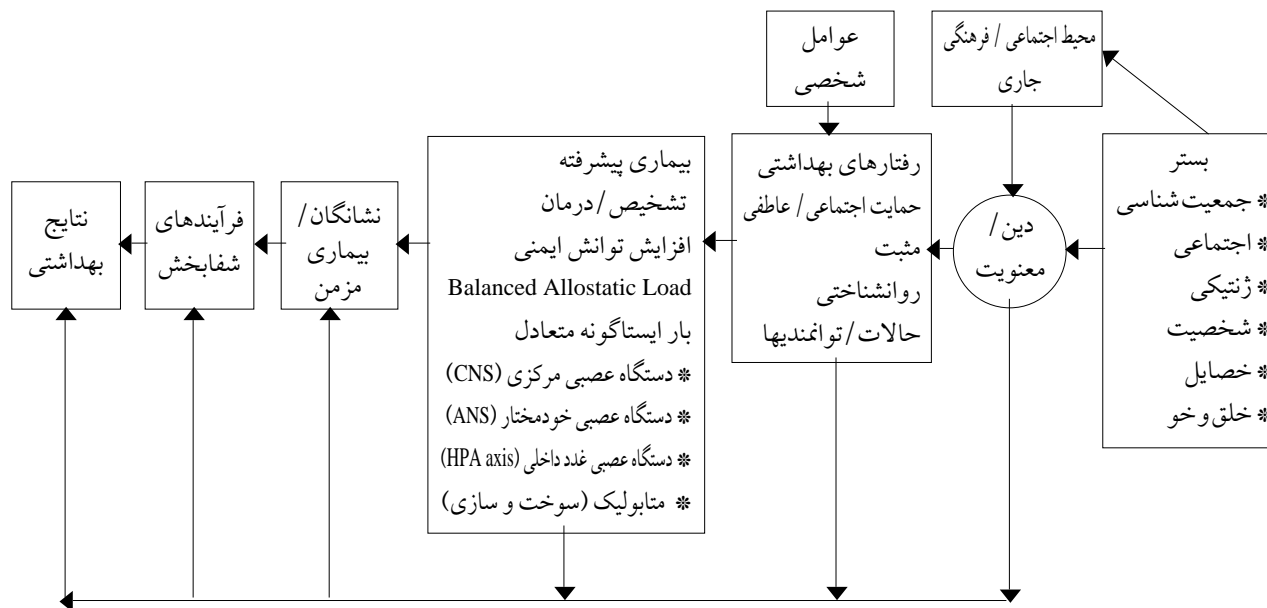 محیط اجتماعی / فرهنگی
جاری
عوامل
شخصی
بستر
* جمعیت‌شناسی
* اجتماعی
* ژنتیکی
* شخصیت
* خصایل
* خلق و خو
دین/
معنویت
رفتارهای بهداشتی
حمایت اجتماعی / عاطفی
مثبت
روانشناختی
حالات / توانمندیها
بیماری پیشرفته
تشخیص / درمان
افزایش توانش ایمنی
Balanced Allostatic Load
بار ایستاگونه متعادل
* دستگاه عصبی مرکزی (CNS)
* دستگاه عصبی خودمختار (ANS)
* دستگاه عصبی غدد داخلی (HPA axis)
* متابولیک (سوخت و سازی)
نشانگان/
بیماری
مزمن
فرآیندهای
شفابخش
نتایج
بهداشتی